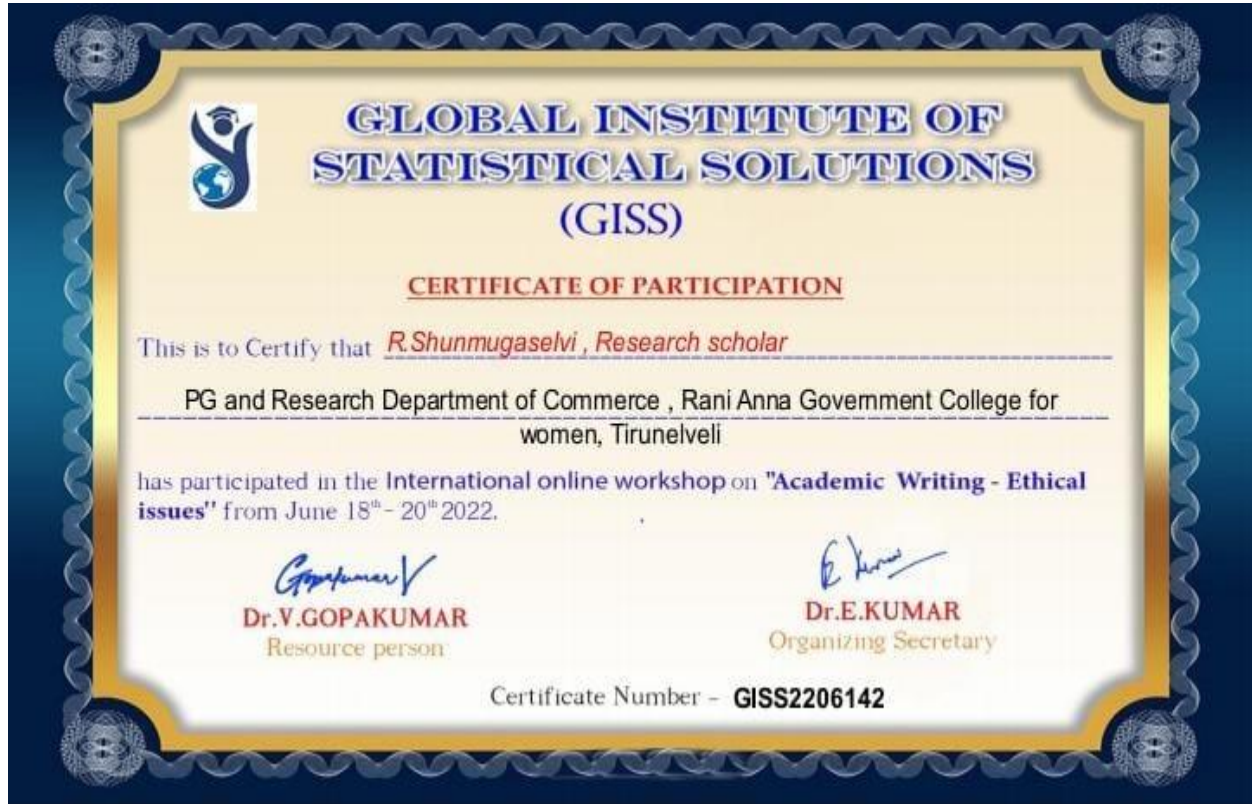 GLOBAL INSTITUTE OF
STATISTICAL SOLUTIONS
(GISS)
CERTIFICATE OF PARTICIPATION
This is to Certify that R.Shunmugaselvi , Research scholar
PG and Research Department of Commerce , Rani Anna Government College for
women, Tirunelveli
has participated in the International online workshop on "Academic Writing - Ethical
issues" from June 18th - 20th 2022.
Gopakumar V
E Kumar
Dr.V.GOPAKUMAR
Dr.E.KUMAR
Resource person
Organizing Secretary
Certificate Number - GISS2206142